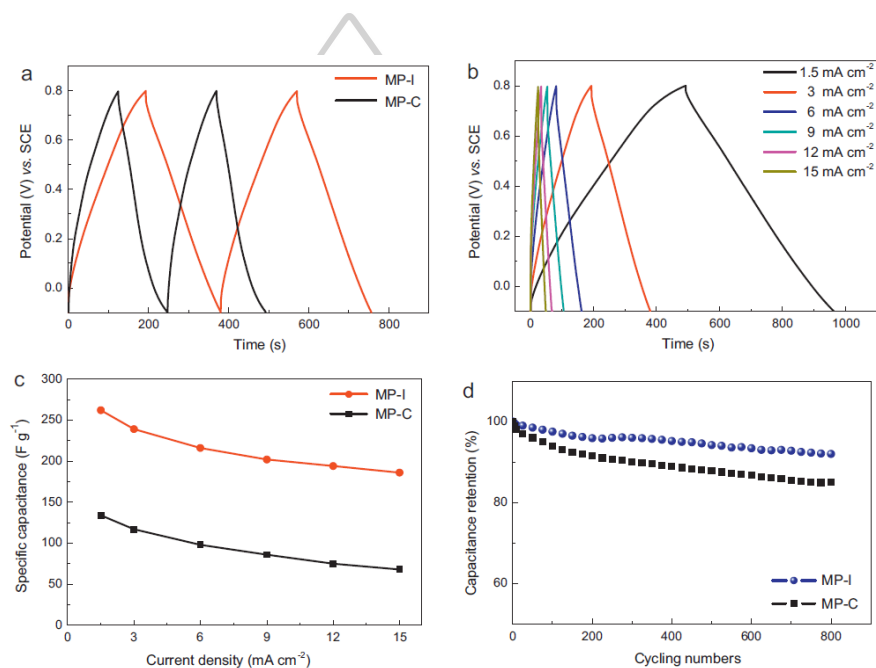 a
MP-I
MP-C
Potential (V) vs. SCE
0.8
0.6
0.4
0.2
0.0
0 200 400 600 800
Time (s)
b
1.5 mA cm⁻²
3 mA cm⁻²
6 mA cm⁻²
9 mA cm⁻²
12 mA cm⁻²
15 mA cm⁻²
Potential (V) vs. SCE
0.8
0.4
0.2
0.0
0 200 400 600 800 1000
Time (s)
c
MP-I
MP-C
Specific capacitance (F g⁻¹)
300
250
200
150
100
50
0
0 3 6 9 12 15
Current density (mA cm⁻²)
d
Capacitance retention (%)
100
80
60
MP-I
MP-C
0 200 400 600 800
Cycling numbers